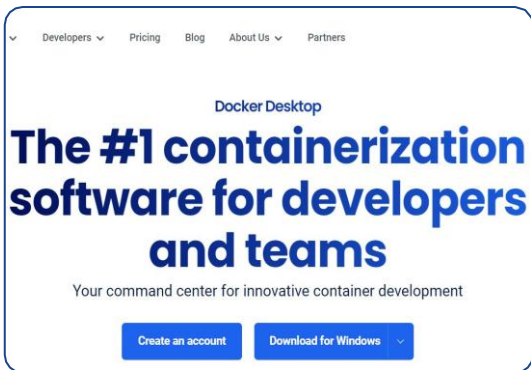 Developers Pricing Blog About Us Partners
Docker Desktop
The #1 containerization
software for developers
and teams
Your command center for innovative container development
Create an account Download for Windows